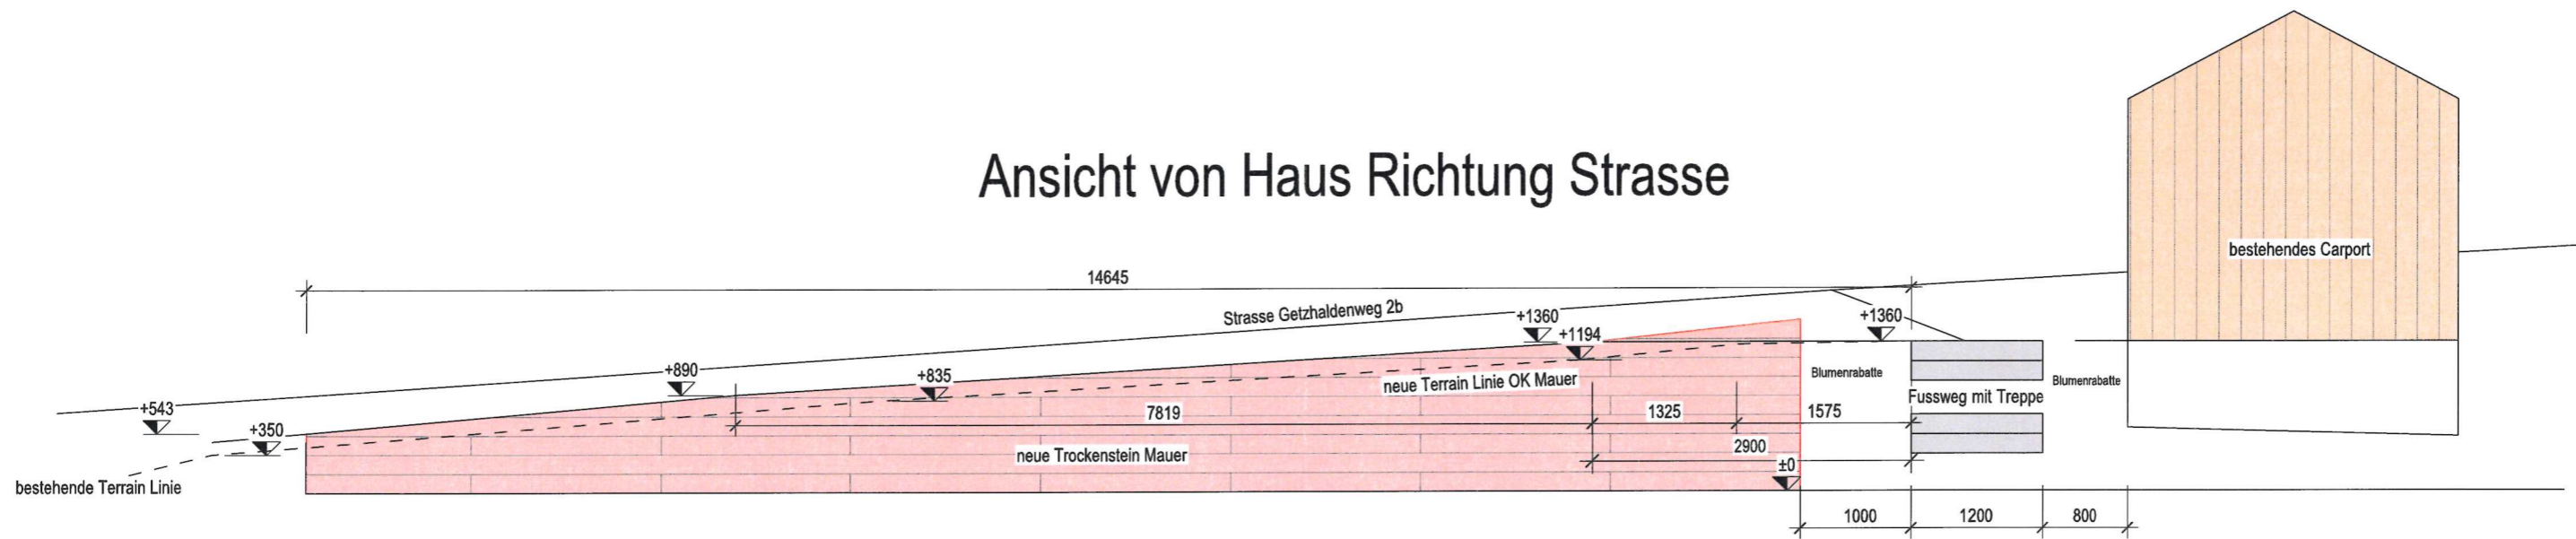 Ansicht von Haus Richtung Strasse
bestehendes Carport
14645
Strasse Getzhaldenweg 2b
+1360
+1360
+1194
+890
+835
neue Terrain Linie OK Mauer
Blumenrabatte
Blumenrabatte
Fussweg mit Treppe
+543
+350
7819
1325
1575
2900
neue Trockenstein Mauer
±0
bestehende Terrain Linie
1000
1200
800